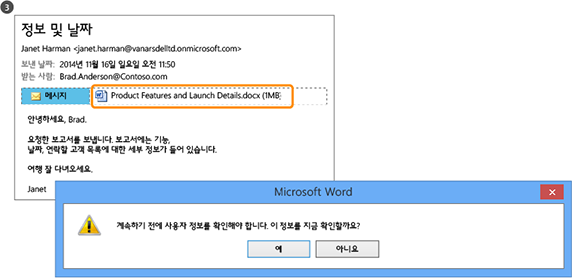 3
정보 및 날짜
Janet Harman <janet.harman@vanarsdelltd.onmicrosoft.com>
보낸 날짜: 2014년 11월 16일 일요일 오전 11:50
받는 사람: Brad.Anderson@Contoso.com
메시지 Product Features and Launch Details.docx (1MB)
안녕하세요, Brad.
요청한 보고서를 보냅니다. 보고서에는 기능,
날짜, 연락할 고객 목록에 대한 세부 정보가 들어 있습니다.
여행 잘 다녀오세요.
Janet
Microsoft Word
계속하기 전에 사용자 정보를 확인해야 합니다. 이 정보를 지금 확인할까요?
예 아니요